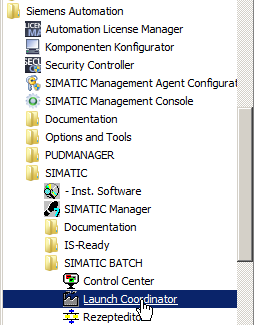 Siemens Automation
Automation License Manager
Komponenten Konfigurator
Security Controller
SIMATIC Management Agent Configurat
SIMATIC Management Console
Documentation
Options and Tools
PUDMANAGER
SIMATIC
- Inst. Software
SIMATIC Manager
Documentation
IS-Ready
SIMATIC BATCH
Control Center
Launch Coordinator
Rezepteditor